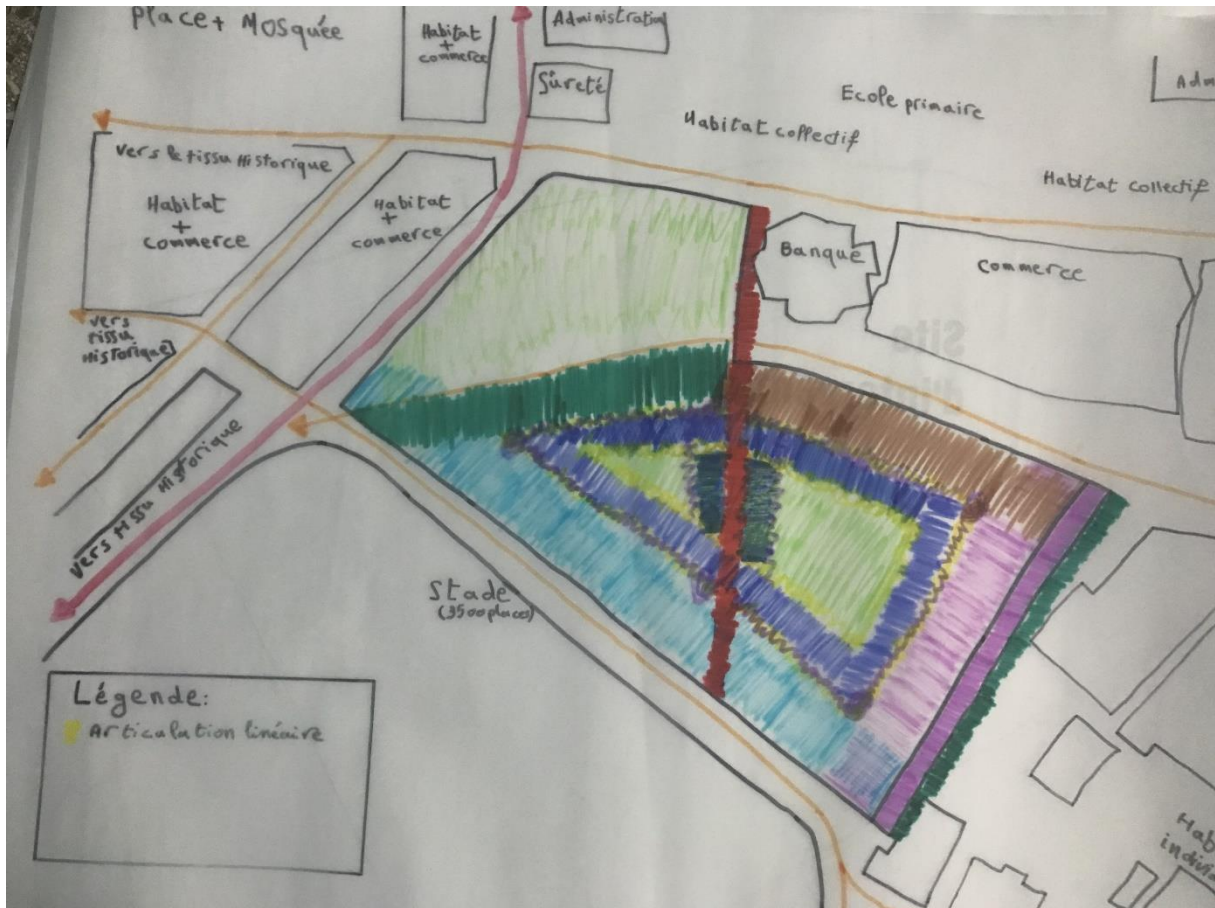 Place + Mosquée
Habitat
+
commerce
Administration
Sûreté
Ecole primaire
Habitat collectif
Habitat collectif
vers le tissu Historique
Habitat
+
commerce
Habitat
+
commerce
Banque
Commerce
vers
tissu
Historique
vers tissu Historique
Stade
(3500 places)
Légende:
Articulation linéaire
Site